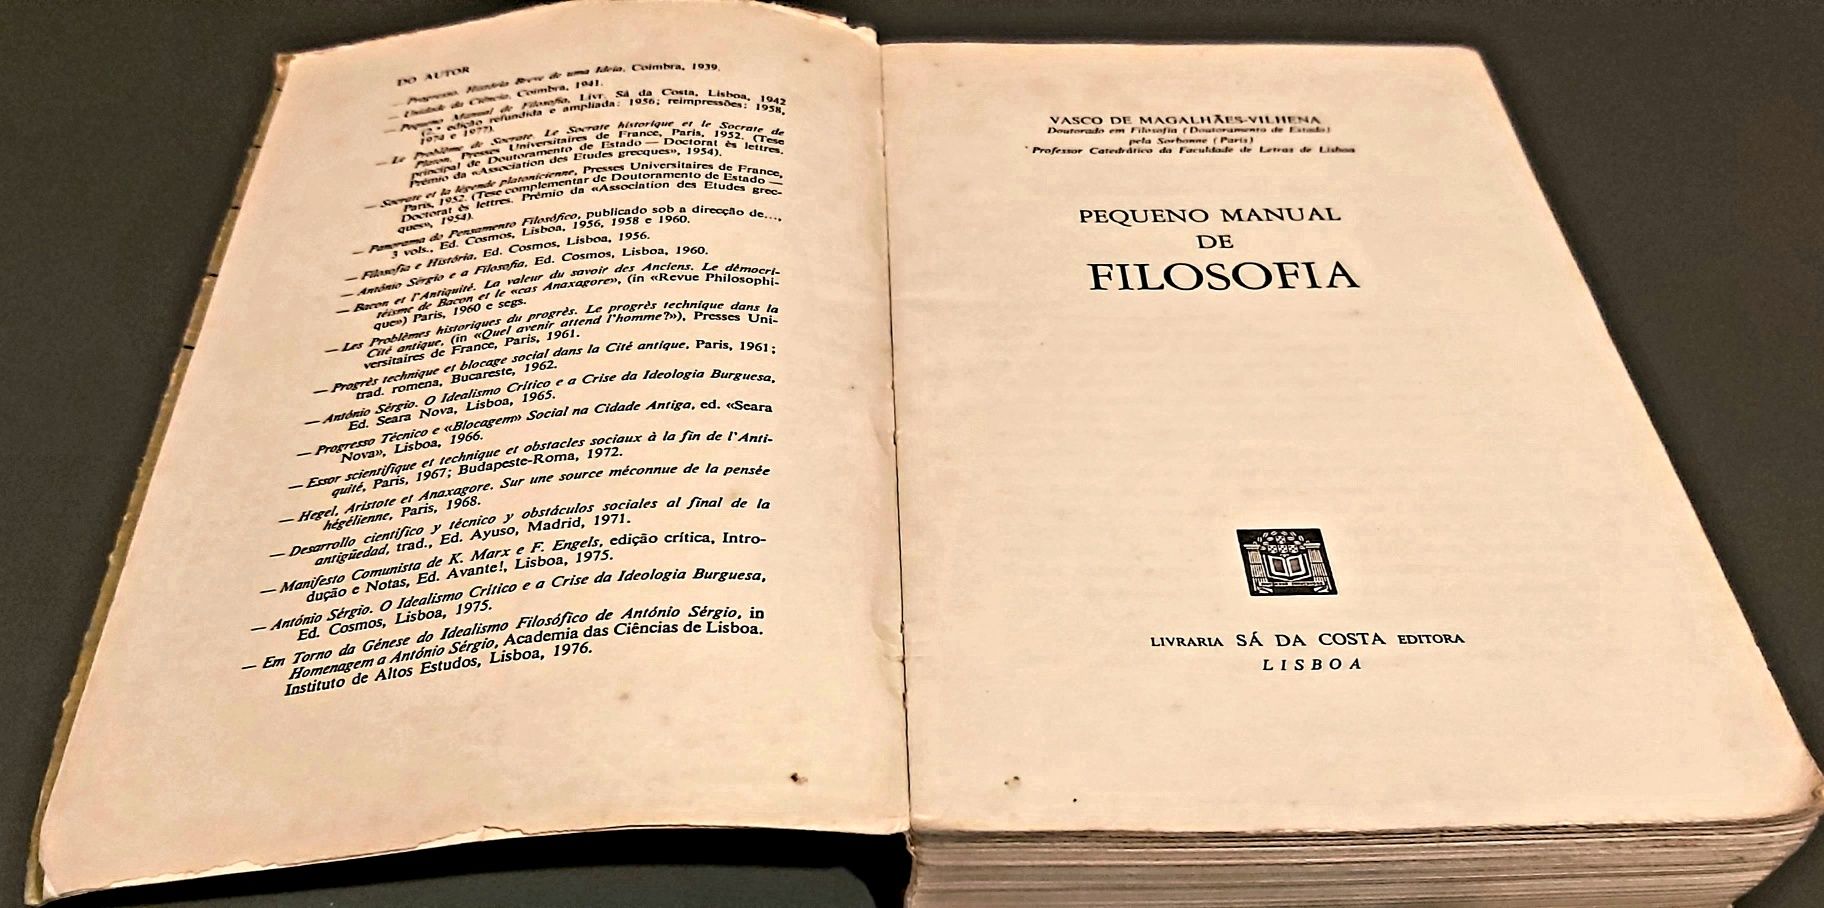 DO AUTOR
— Progresso. História Breve de uma Ideia, Coimbra, 1939.
— Unidade da Ciência. Coimbra, 1941.
— Pequeno Manual de Filosofia, Livr. Sá da Costa, Lisboa, 1942
(2.ª edição refundida e ampliada: 1956; reimpressões: 1958,
1974 e 1977).
— Le Problème de Socrate. Le Socrate historique et le Socrate de
Platon, Presses Universitaires de France, Paris, 1952. (Tese
principal de Doutoramento de Estado — Doctorat ès lettres.
Prémio da «Association des Etudes grecques», 1954).
— Socrate et la légende platonicienne, Presses Universitaires de France,
Paris, 1952. (Tese complementar de Doutoramento de Estado —
Doctorat ès lettres. Prémio da «Association des Etudes grec-
ques», 1954).
— Panorama do Pensamento Filosófico, publicado sob a direcção de...,
3 vols., Ed. Cosmos, Lisboa, 1956, 1958 e 1960.
— Filosofia e História, Ed. Cosmos, Lisboa, 1956.
— António Sérgio e a Filosofia, Ed. Cosmos, Lisboa, 1960.
— Bacon et l'Antiquité. La valeur du savoir des Anciens. Le démocri-
téisme de Bacon et le «cas Anaxagore», (in «Revue Philosophi-
que») Paris, 1960 e segs.
— Les Problèmes historiques du progrès. Le progrès technique dans la
Cité antique, (in «Quel avenir attend l'homme?»), Presses Uni-
versitaires de France, Paris, 1961.
— Progrès technique et blocage social dans la Cité antique, Paris, 1961;
trad. romena, Bucareste, 1962.
— António Sérgio. O Idealismo Crítico e a Crise da Ideologia Burguesa,
Ed. Seara Nova, Lisboa, 1965.
— Progresso Técnico e «Blocagem» Social na Cidade Antiga, ed. «Seara
Nova», Lisboa, 1966.
— Essor scientifique et technique et obstacles sociaux à la fin de l'Anti-
quité, Paris, 1967; Budapeste-Roma, 1972.
— Hegel, Aristote et Anaxagore. Sur une source méconnue de la pensée
hégélienne, Paris, 1968.
— Desarrollo científico y técnico y obstáculos sociales al final de la
antigüedad, trad., Ed. Ayuso, Madrid, 1971.
— Manifesto Comunista de K. Marx e F. Engels, edição crítica, Intro-
dução e Notas, Ed. Avante!, Lisboa, 1975.
— António Sérgio. O Idealismo Crítico e a Crise da Ideologia Burguesa,
Ed. Cosmos, Lisboa, 1975.
— Em Torno da Génese do Idealismo Filosófico de António Sérgio, in
Homenagem a António Sérgio, Academia das Ciências de Lisboa.
Instituto de Altos Estudos, Lisboa, 1976.
VASCO DE MAGALHÃES-VILHENA
Doutorado em Filosofia (Doutoramento de Estado)
pela Sorbonne (Paris)
Professor Catedrático da Faculdade de Letras de Lisboa
PEQUENO MANUAL
DE
FILOSOFIA
LIVRARIA SÁ DA COSTA EDITORA
LISBOA